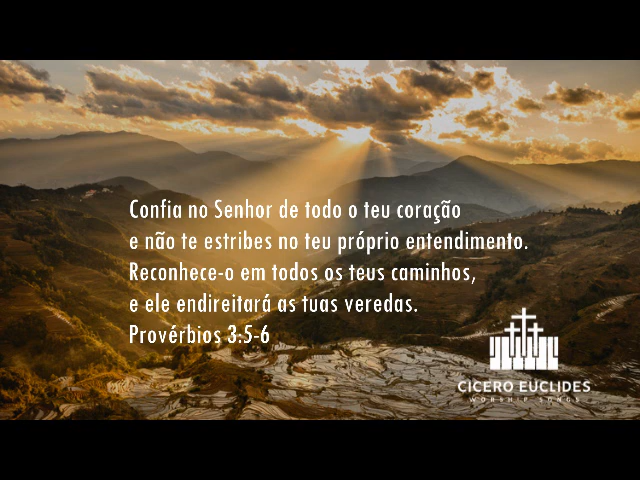 Confia no Senhor de todo o teu coração
e não te estribes no teu próprio entendimento.
Reconhece-o em todos os teus caminhos,
e ele endireitará as tuas veredas.
Provérbios 3:5-6
CICERO EUCLIDES
WORSHIP SONGS